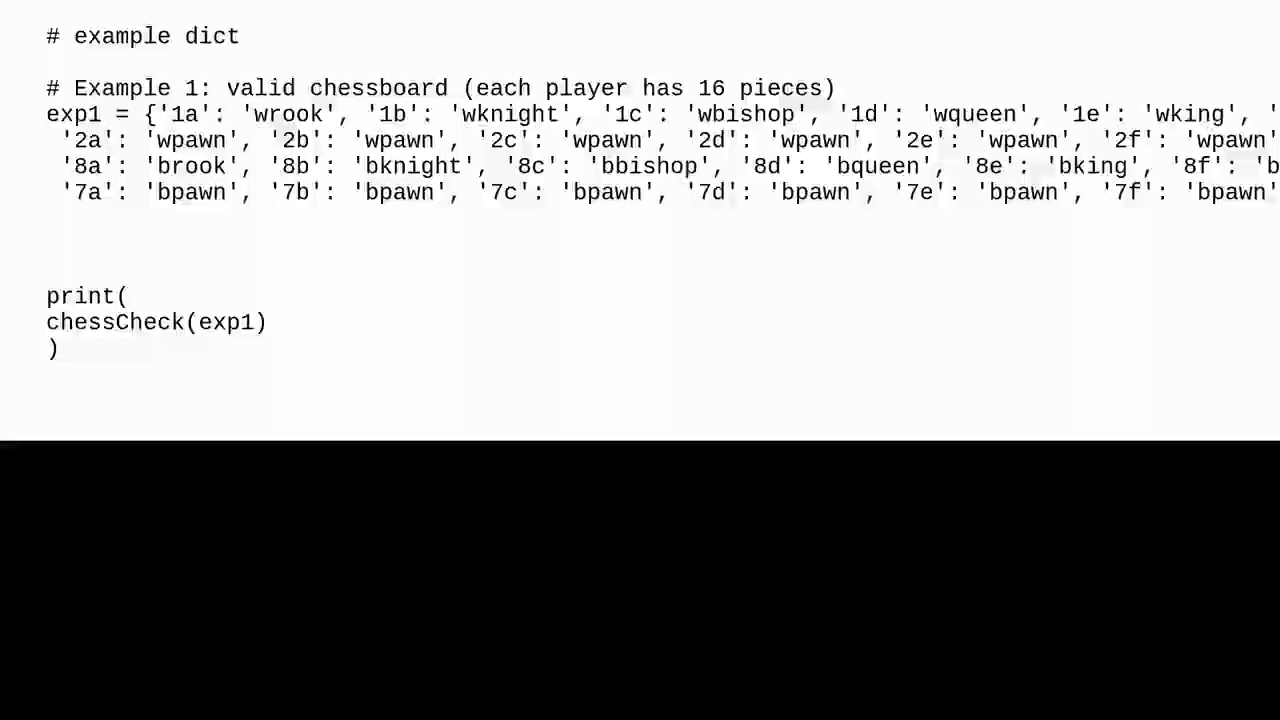 # example dict
# Example 1: valid chessboard (each player has 16 pieces)
exp1 = {'1a': 'wrook', '1b': 'wknight', '1c': 'wbishop', '1d': 'wqueen', '1e': 'wking', '
'2a': 'wpawn', '2b': 'wpawn', '2c': 'wpawn', '2d': 'wpawn', '2e': 'wpawn', '2f': 'wpawn'
'8a': 'brook', '8b': 'bknight', '8c': 'bbishop', '8d': 'bqueen', '8e': 'bking', '8f': 'b
'7a': 'bpawn', '7b': 'bpawn', '7c': 'bpawn', '7d': 'bpawn', '7e': 'bpawn', '7f': 'bpawn'
print(
chessCheck(exp1)
)